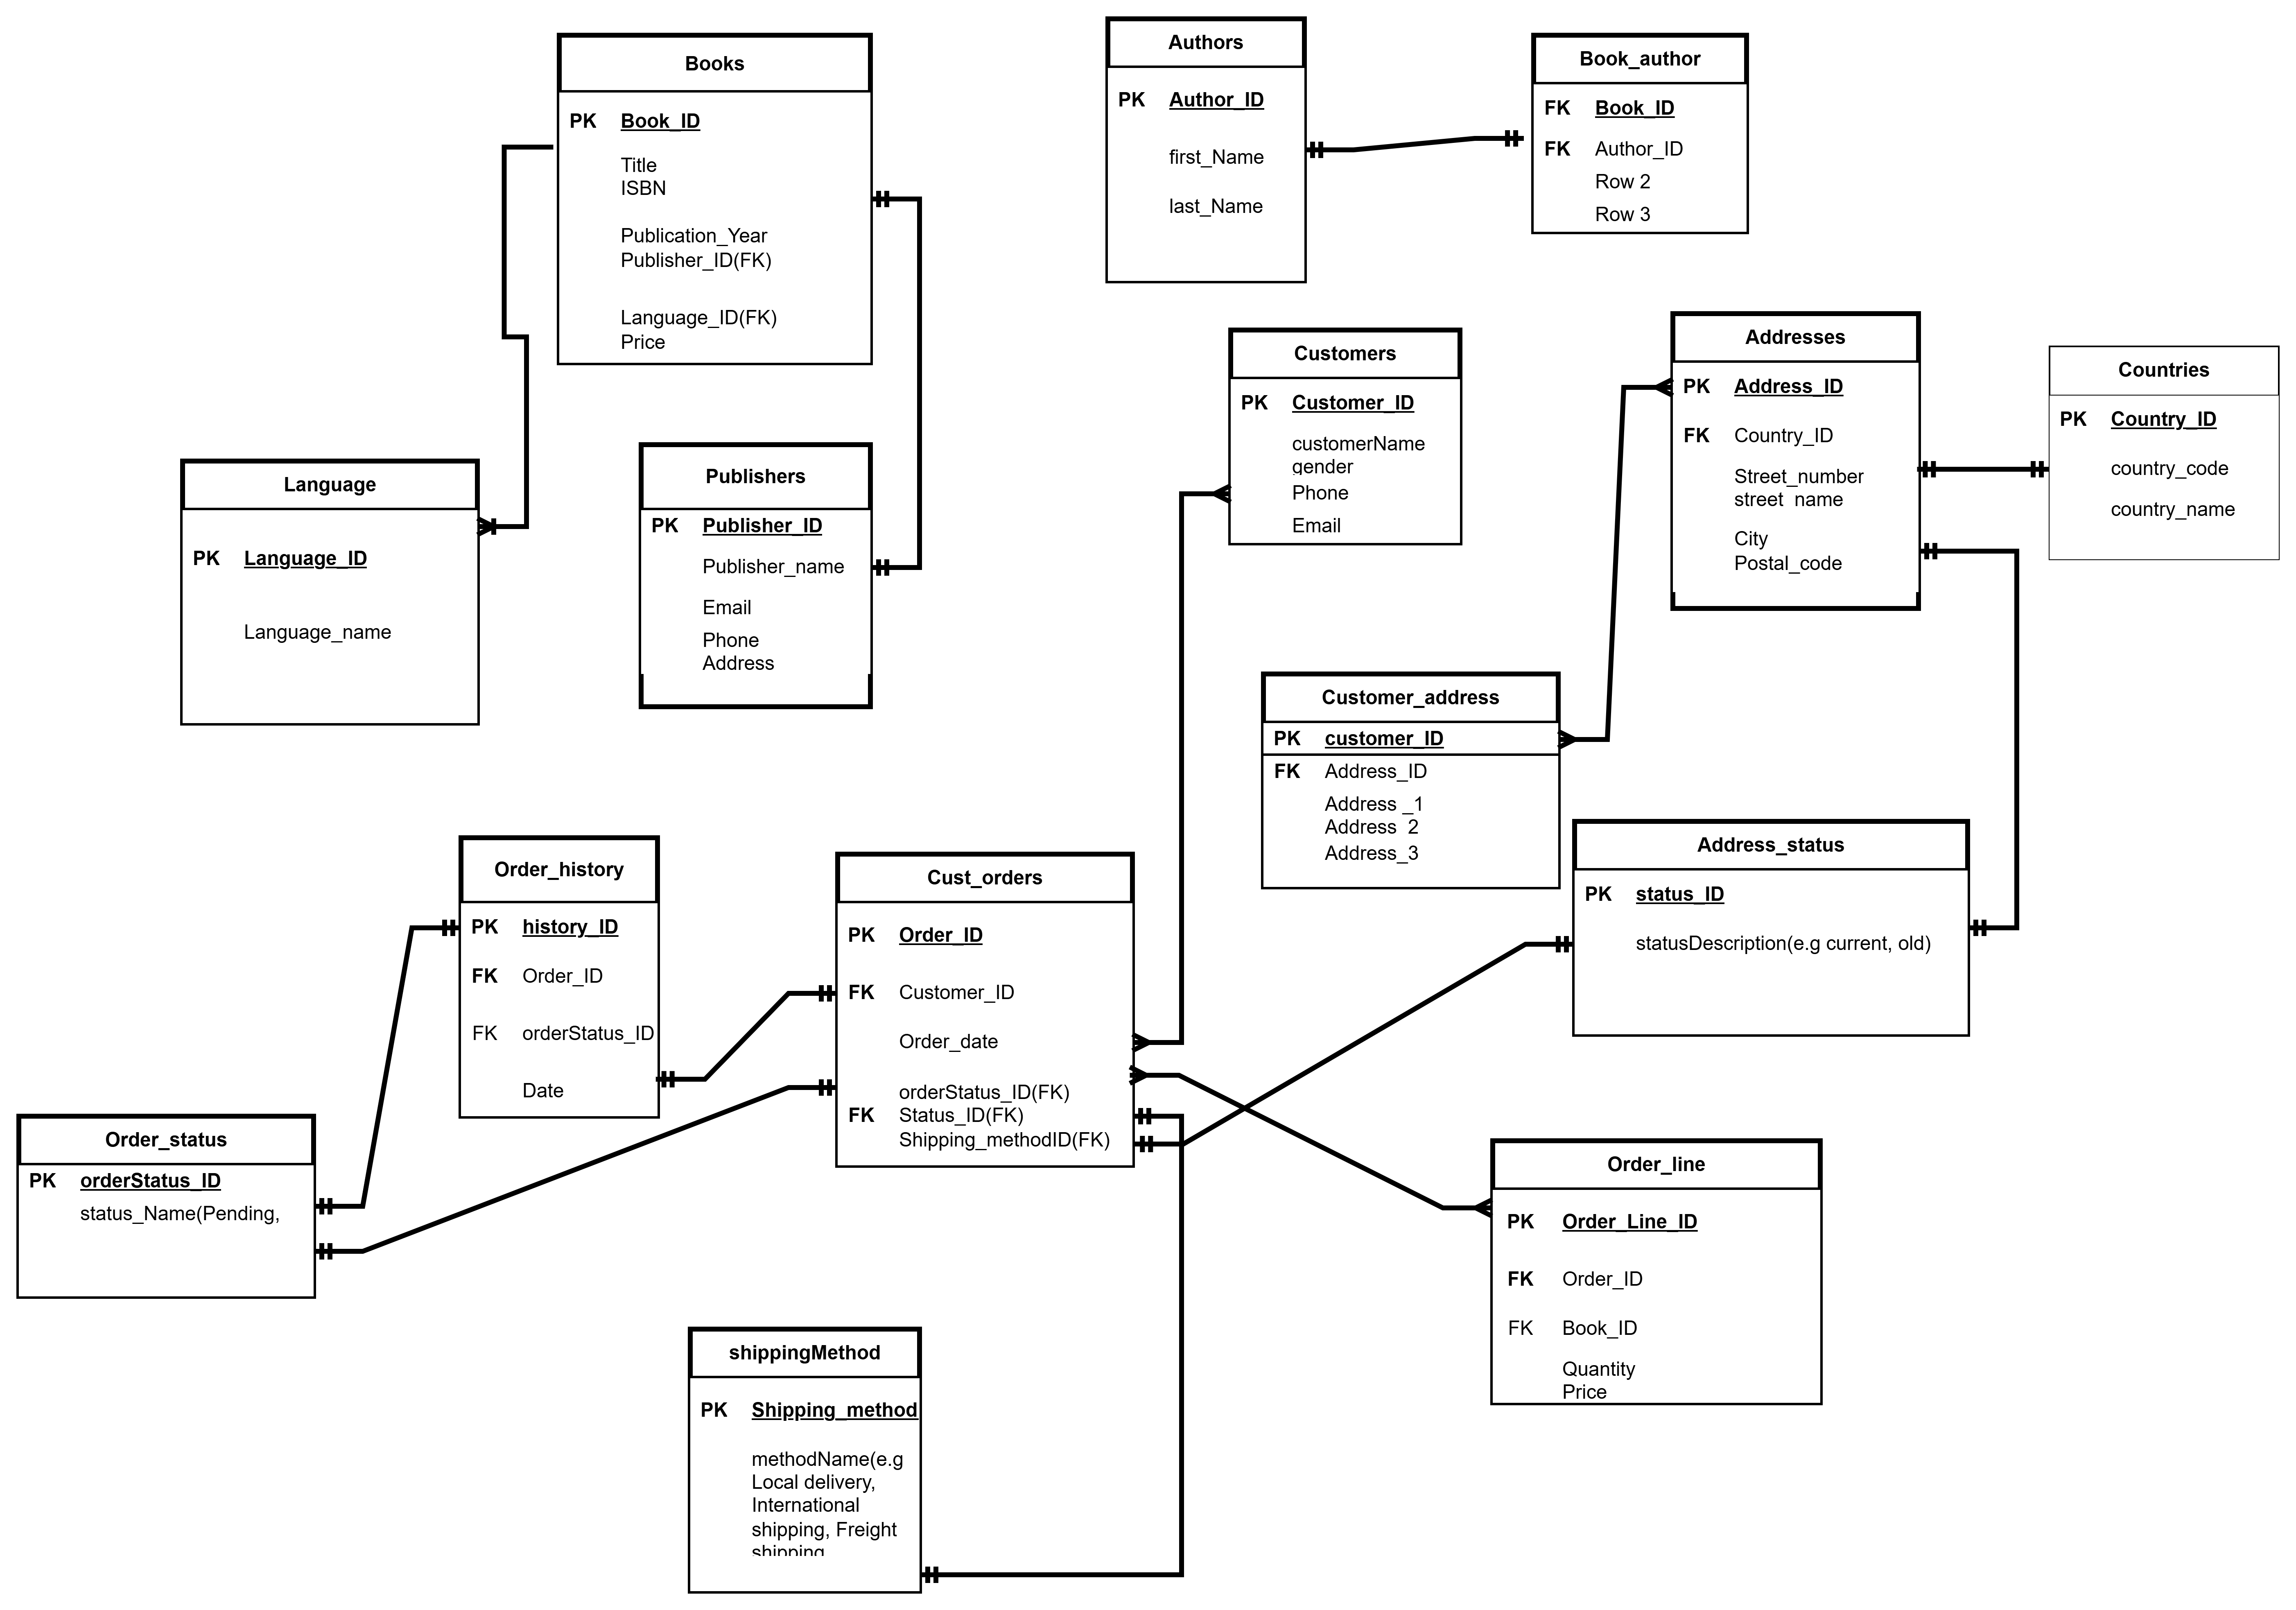 Books
PK Book_ID
Title
ISBN
Publication_Year
Publisher_ID(FK)
Language_ID(FK)
Price
Authors
PK Author_ID
first_Name
last_Name
Book_author
FK Book_ID
FK Author_ID
Row 2
Row 3
Customers
PK Customer_ID
customerName
gender
Phone
Email
Addresses
PK Address_ID
FK Country_ID
Street_number
street_name
City
Postal_code
Countries
PK Country_ID
country_code
country_name
Language
PK Language_ID
Language_name
Publishers
PK Publisher_ID
Publisher_name
Email
Phone
Address
Customer_address
PK customer_ID
FK Address_ID
Address _1
Address_2
Address_3
Address_status
PK status_ID
statusDescription(e.g current, old)
Order_history
PK history_ID
FK Order_ID
FK orderStatus_ID
Date
Cust_orders
PK Order_ID
FK Customer_ID
Order_date
orderStatus_ID(FK)
FK Status_ID(FK)
Shipping_methodID(FK)
Order_status
PK orderStatus_ID
status_Name(Pending,
Order_line
PK Order_Line_ID
FK Order_ID
FK Book_ID
Quantity
Price
shippingMethod
PK Shipping_method
methodName(e.g
Local delivery,
International
shipping, Freight
shipping